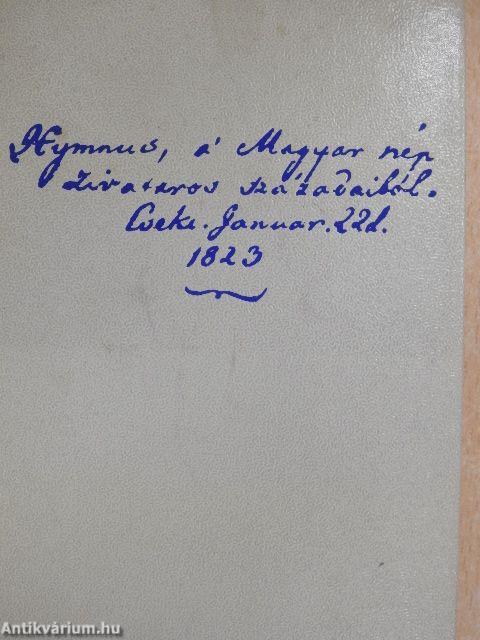 Hymnus, a' Magyar nép
zivataros századaiból.
Cseke. Januar. 22d.
1823
Antikvárium.hu